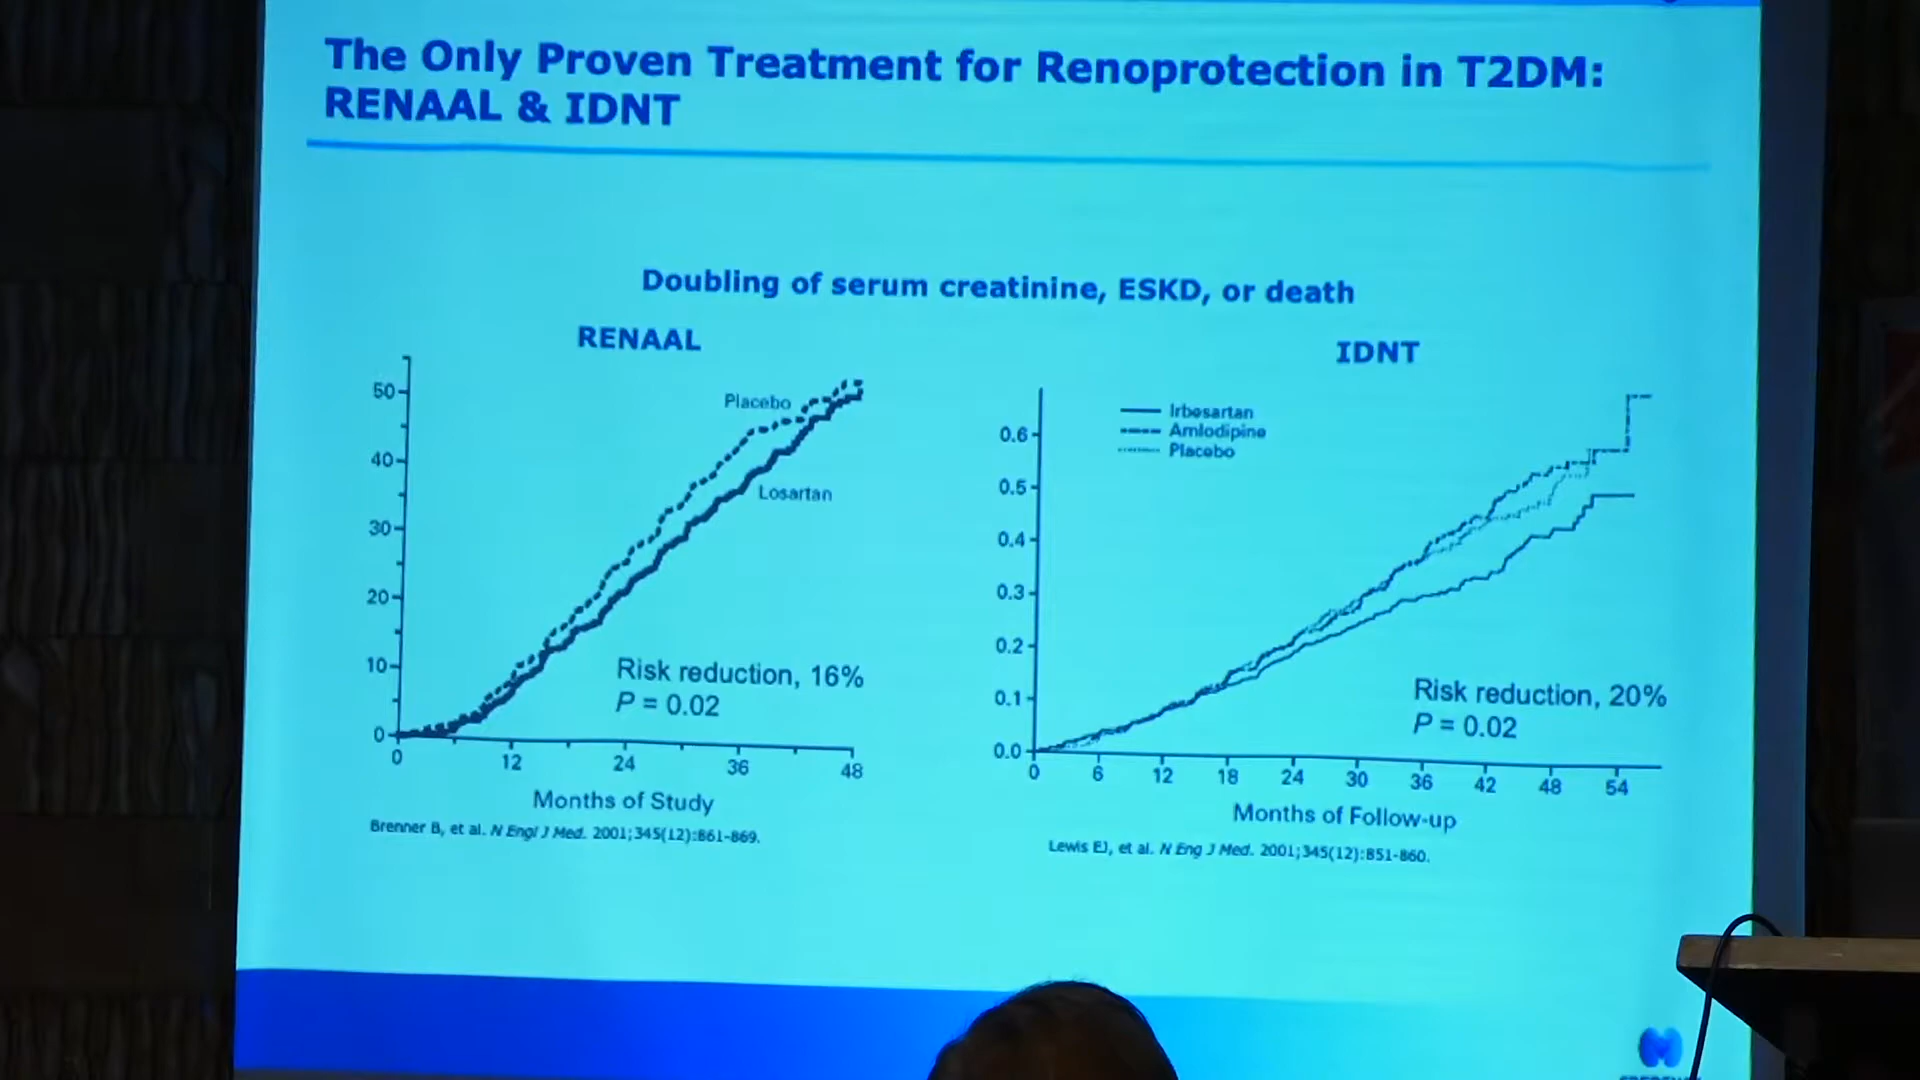 The Only Proven Treatment for Renoprotection in T2DM:
RENAAL & IDNT
Doubling of serum creatinine, ESKD, or death
RENAAL
50
40
30
20
10
0
Placebo
Losartan
Risk reduction, 16%
P = 0.02
0 12 24 36 48
Months of Study
Brenner B, et al. N Engl J Med. 2001;345(12):861-869.
IDNT
0.6
0.5
0.4
0.3
0.2
0.1
0.0
Irbesartan
Amlodipine
Placebo
Risk reduction, 20%
P = 0.02
0 6 12 18 24 30 36 42 48 54
Months of Follow-up
Lewis EJ, et al. N Eng J Med. 2001;345(12):851-860.